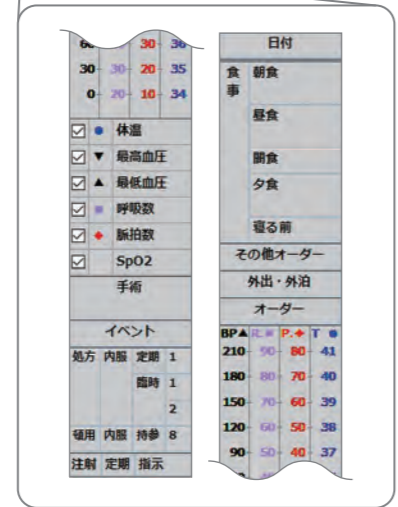 60 30 36
30 30 20 35
0 20 10 34
体温
最高血圧
最低血圧
呼吸数
脈拍数
SpO2
手術
イベント
処方 内服 定期 1
臨時 1
2
頓用 内服 持参 8
注射 定期 指示
日付
食事 朝食
昼食
間食
夕食
寝る前
その他オーダー
外出・外泊
オーダー
BP▲ R.■ P.◆ T ●
210 90 80 41
180 80 70 40
150 70 60 39
120 60 50 38
90 50 40 37